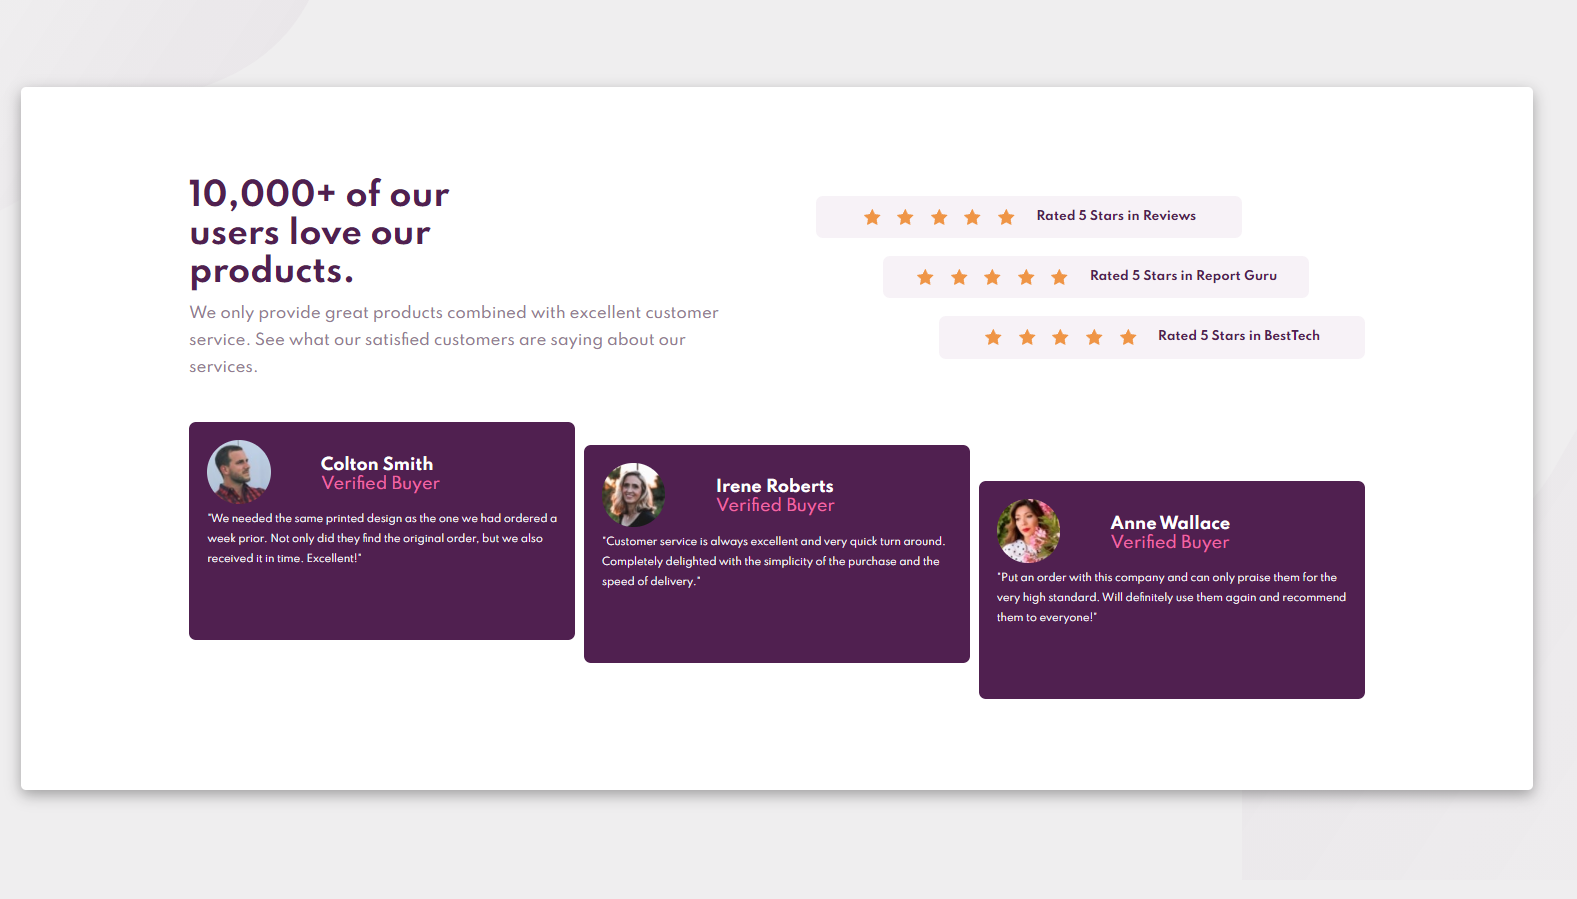 10,000+ of our
users love our
products.
We only provide great products combined with excellent customer
service. See what our satisfied customers are saying about our
services.
Rated 5 Stars in Reviews
Rated 5 Stars in Report Guru
Rated 5 Stars in BestTech
Colton Smith
Verified Buyer
"We needed the same printed design as the one we had ordered a
week prior. Not only did they find the original order, but we also
received it in time. Excellent!"
Irene Roberts
Verified Buyer
"Customer service is always excellent and very quick turn around.
Completely delighted with the simplicity of the purchase and the
speed of delivery."
Anne Wallace
Verified Buyer
"Put an order with this company and can only praise them for the
very high standard. Will definitely use them again and recommend
them to everyone!"